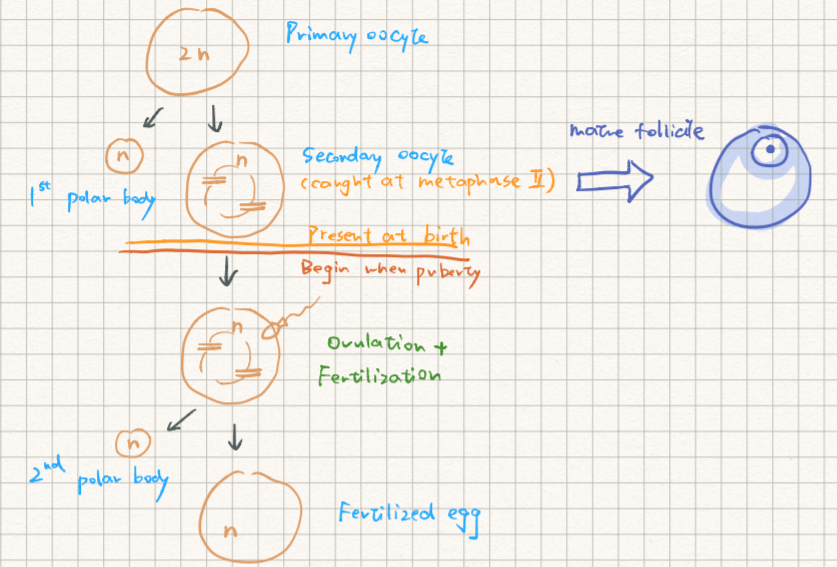 Primary oocyte
2n
n
1st polar body
n
Seconday oocyte
(caught at metaphase II)
mature follicle
Present at birth
Begin when puberty
n
Ovulation +
Fertilization
n
2nd polar body
n
Fertilized egg